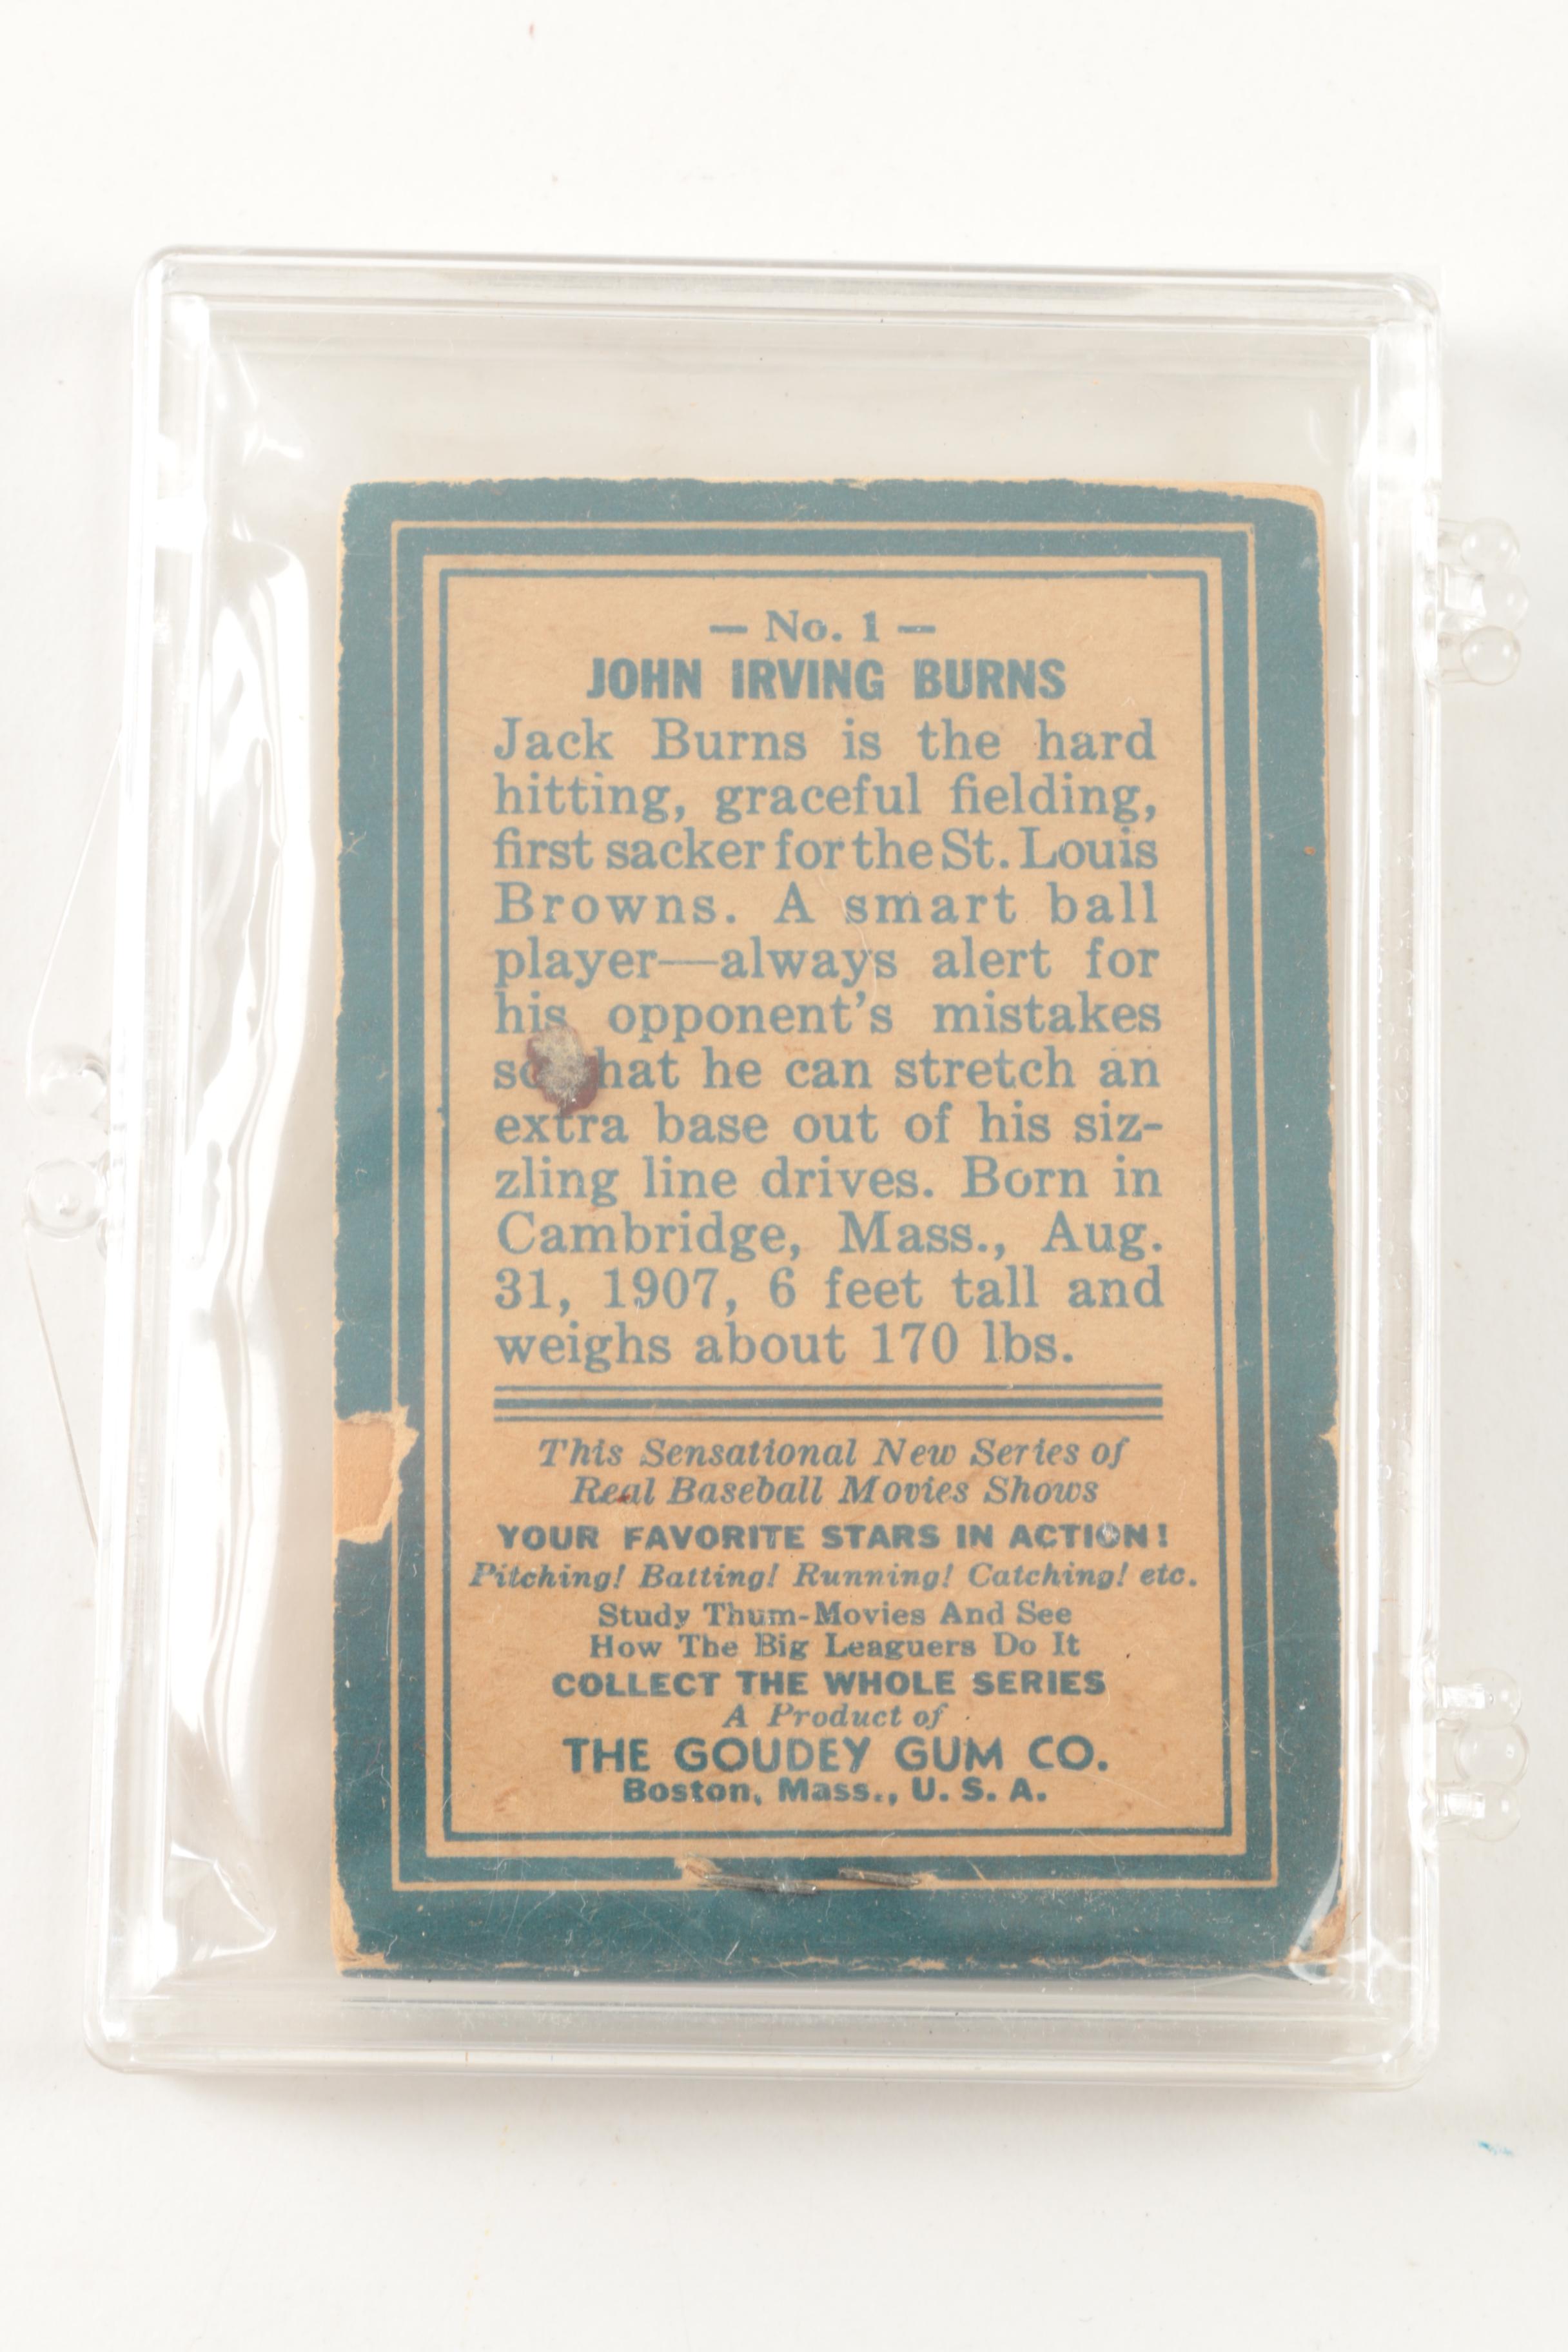 — No. 1 —
JOHN IRVING BURNS
Jack Burns is the hard
hitting, graceful fielding,
first sacker for the St. Louis
Browns. A smart ball
player—always alert for
his opponent's mistakes
so that he can stretch an
extra base out of his siz-
zling line drives. Born in
Cambridge, Mass., Aug.
31, 1907, 6 feet tall and
weighs about 170 lbs.
This Sensational New Series of
Real Baseball Movies Shows
YOUR FAVORITE STARS IN ACTION!
Pitching! Batting! Running! Catching! etc.
Study Thum-Movies And See
How The Big Leaguers Do It
COLLECT THE WHOLE SERIES
A Product of
THE GOUDEY GUM CO.
Boston, Mass., U. S. A.